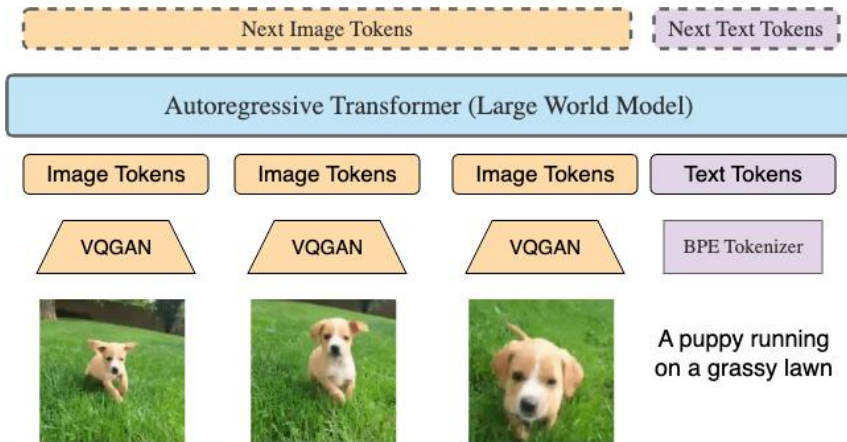 Next Image Tokens
Next Text Tokens
Autoregressive Transformer (Large World Model)
Image Tokens
Image Tokens
Image Tokens
Text Tokens
VQGAN
VQGAN
VQGAN
BPE Tokenizer
A puppy running
on a grassy lawn